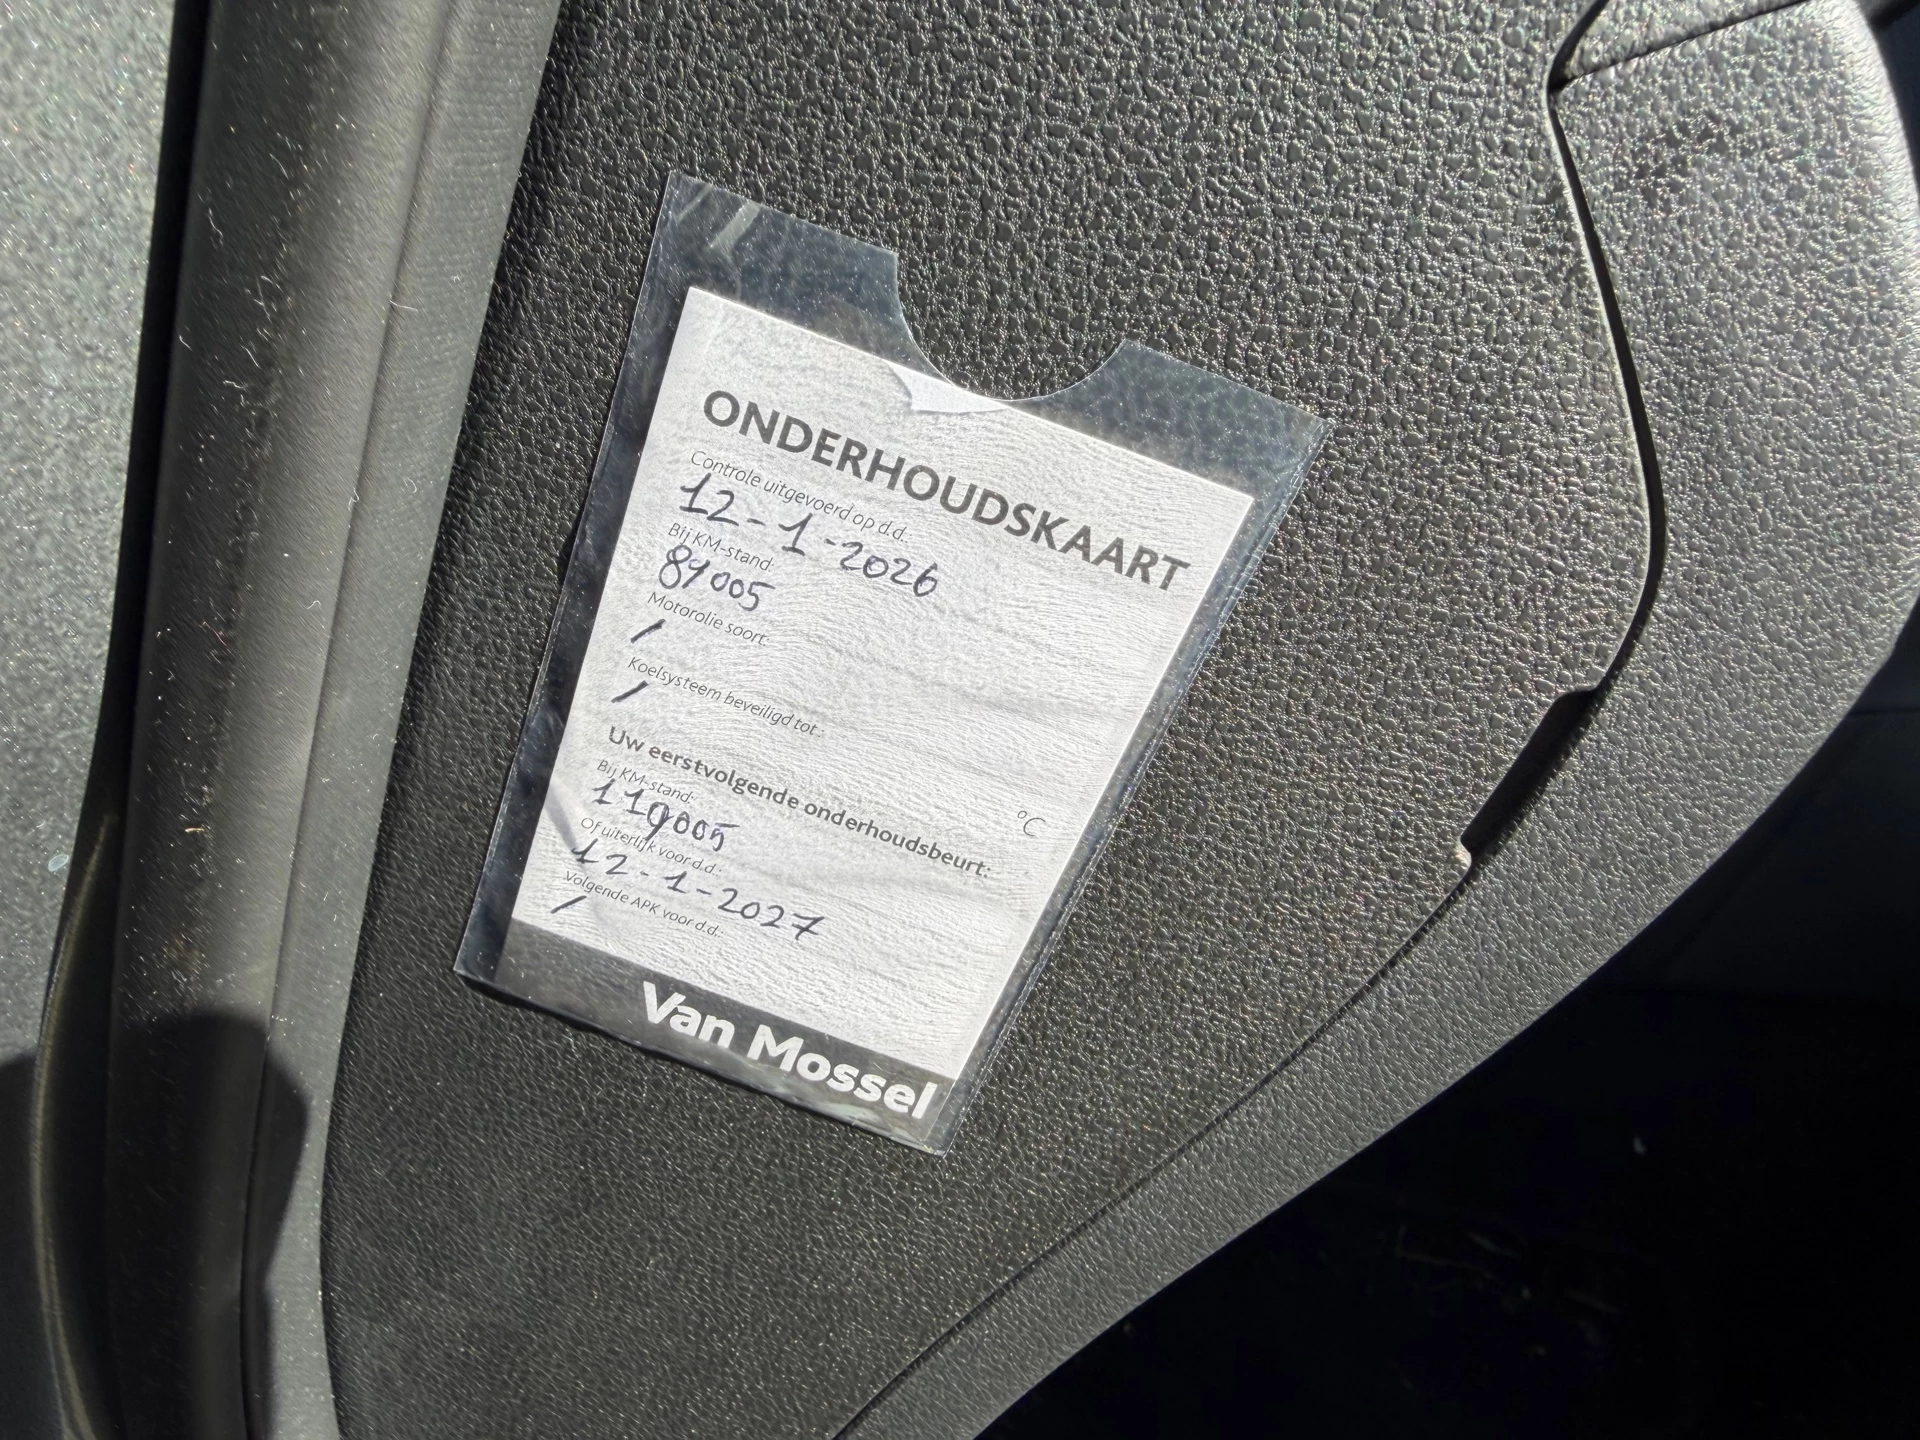 ONDERHOUDSKAART
Controle uitgevoerd op d.d.:
12-1-2026
Bij KM-stand:
89005
Motorolie soort:
/
Koelsysteem beveiligd tot :
/
°C
Uw eerstvolgende onderhoudsbeurt:
Bij KM-stand:
119005
Of uiterlijk voor d.d.:
12-1-2027
Volgende APK voor d.d.:
/
Van Mossel